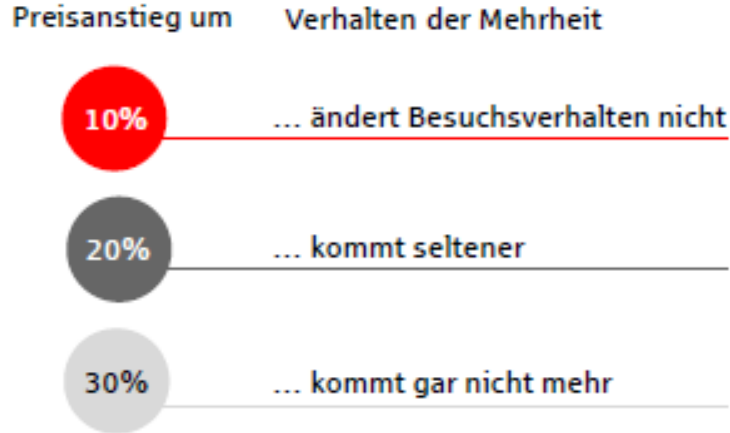 Preisanstieg um Verhalten der Mehrheit
10% ... ändert Besuchsverhalten nicht
20% ... kommt seltener
30% ... kommt gar nicht mehr